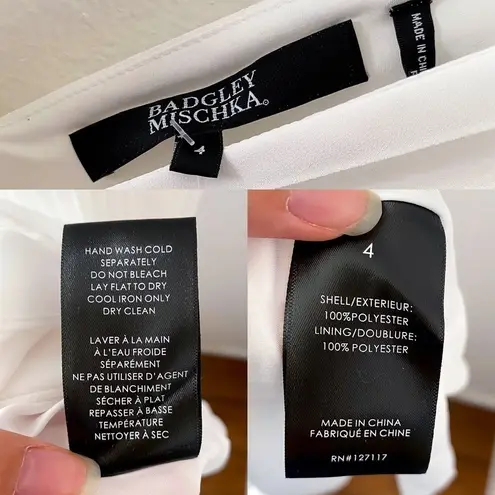 BADGLEY
MISCHKA®
4
MADE IN
HAND WASH COLD
SEPARATELY
DO NOT BLEACH
LAY FLAT TO DRY
COOL IRON ONLY
DRY CLEAN
LAVER À LA MAIN
À L'EAU FROIDE
SÉPARÉMENT
NE PAS UTILISER D'AGENT
DE BLANCHIMENT
SÉCHER À PLAT
REPASSER À BASSE
TEMPÉRATURE
NETTOYER À SEC
4
SHELL/EXTERIEUR:
100%POLYESTER
LINING/DOUBLURE:
100% POLYESTER
MADE IN CHINA
FABRIQUÉ EN CHINE
RN#127117